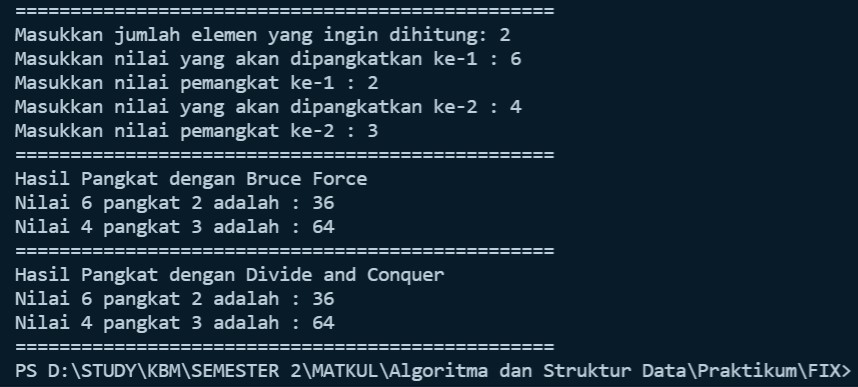 =================================================
Masukkan jumlah elemen yang ingin dihitung: 2
Masukkan nilai yang akan dipangkatkan ke-1 : 6
Masukkan nilai pemangkat ke-1 : 2
Masukkan nilai yang akan dipangkatkan ke-2 : 4
Masukkan nilai pemangkat ke-2 : 3
=================================================
Hasil Pangkat dengan Bruce Force
Nilai 6 pangkat 2 adalah : 36
Nilai 4 pangkat 3 adalah : 64
=================================================
Hasil Pangkat dengan Divide and Conquer
Nilai 6 pangkat 2 adalah : 36
Nilai 4 pangkat 3 adalah : 64
=================================================
PS D:\STUDY\KBM\SEMESTER 2\MATKUL\Algoritma dan Struktur Data\Praktikum\FIX>